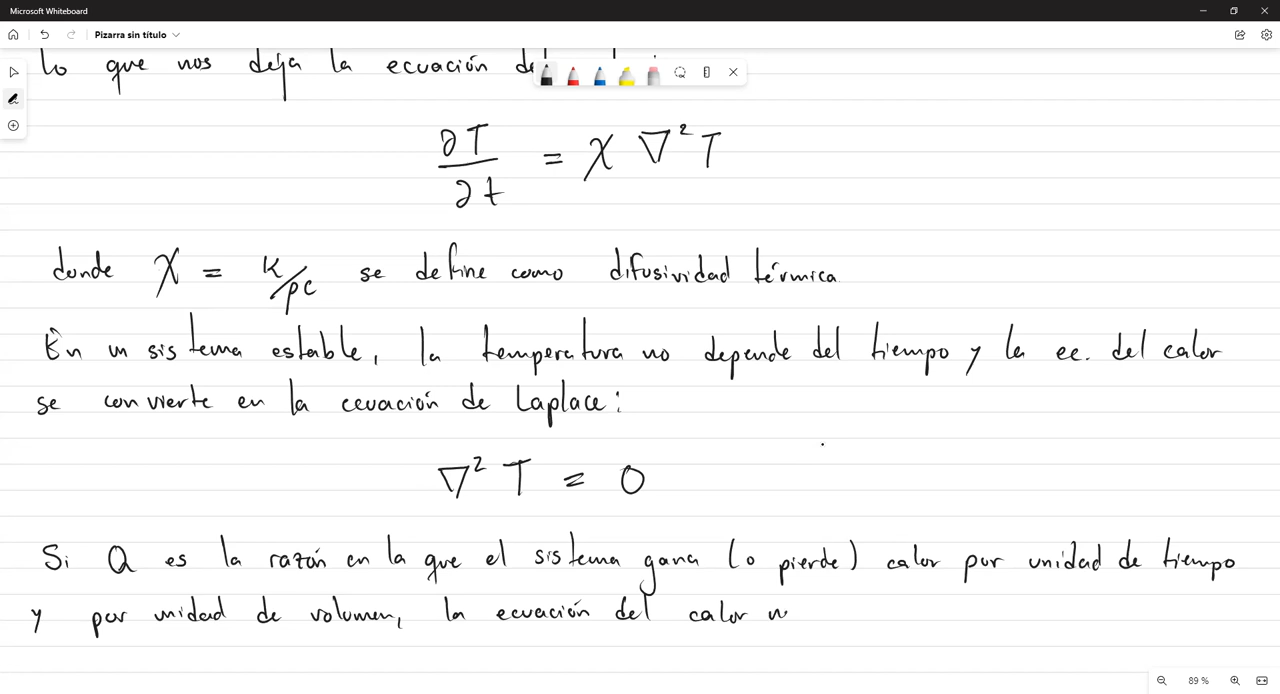 Microsoft Whiteboard
Pizarra sin título
lo que nos deja la ecuación del
∂T/∂t = χ ∇²T
donde χ = K/ρc se define como difusividad térmica
En un sistema estable, la temperatura no depende del tiempo y la ec. del calor
se convierte en la ecuación de Laplace:
∇² T = 0
Si Q es la razón en la que el sistema gana (o pierde) calor por unidad de tiempo
y por unidad de volumen, la ecuación del calor
89 %